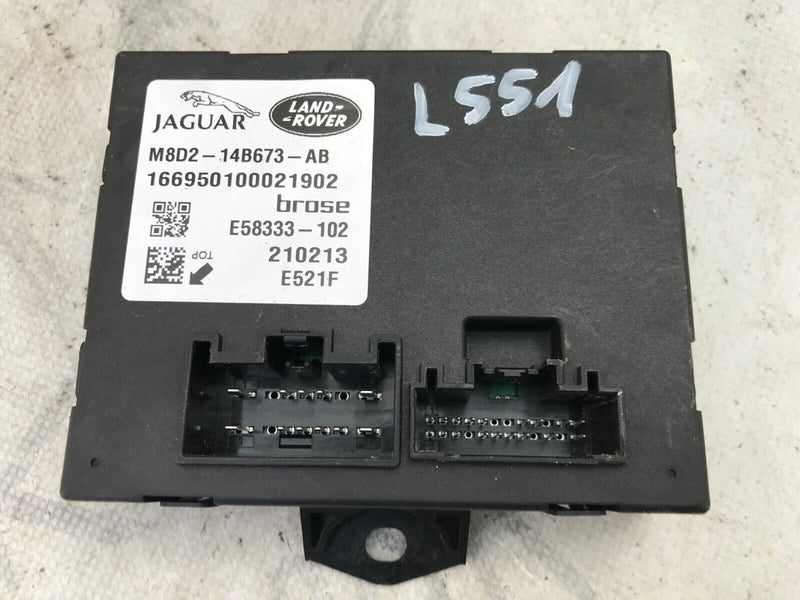 JAGUAR
LAND-
-ROVER
M8D2-14B673-AB
166950100021902
brose
E58333-102
TOP
210213
E521F
L551